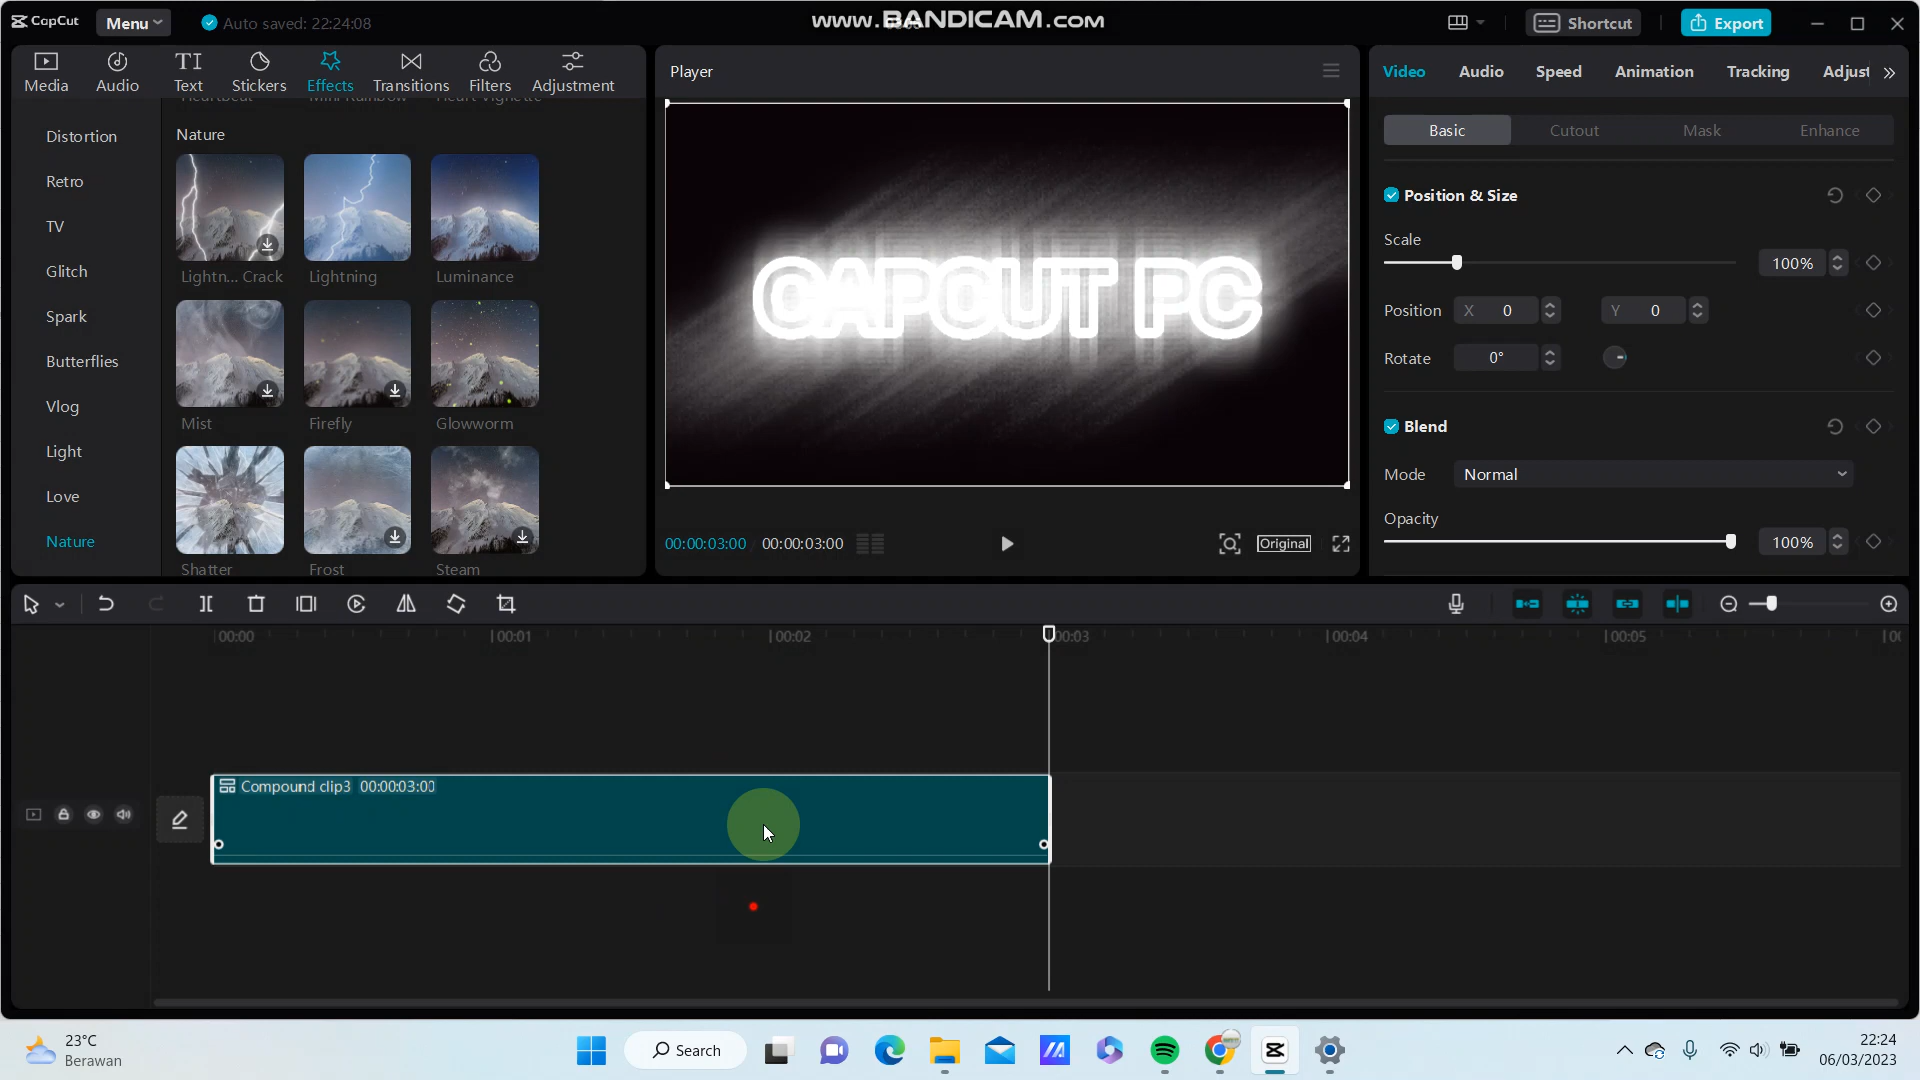 CapCut Menu Auto saved: 22:24:08 www.BANDICAM.com Shortcut Export
Media Audio Text Stickers Effects Transitions Filters Adjustment
Player
Video Audio Speed Animation Tracking Adjust
Heartbeat Mini Rainbow Heart Vignette
Distortion
Retro
TV
Glitch
Spark
Butterflies
Vlog
Light
Love
Nature
Nature
Lightn... Crack Lightning Luminance
Mist Firefly Glowworm
Shatter Frost Steam
CAPCUT PC
00:00:03:00 00:00:03:00 Original
Basic Cutout Mask Enhance
Position & Size
Scale
100%
Position X 0 Y 0
Rotate 0°
Blend
Mode Normal
Opacity
100%
00:00 00:01 00:02 00:03 00:04 00:05
Compound clip3 00:00:03:00
23°C
Berawan
Search
22:24
06/03/2023